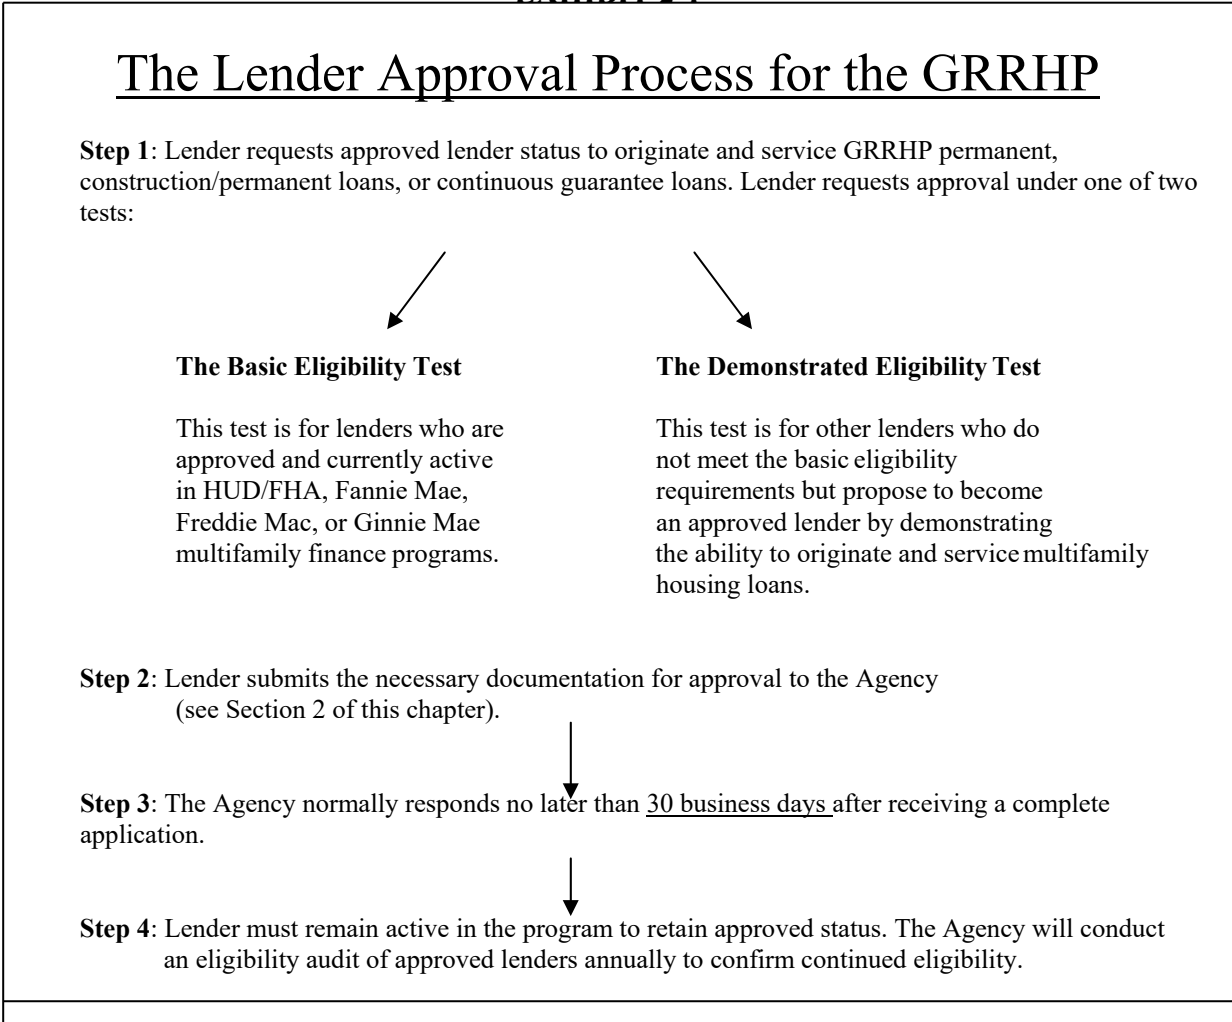 The Lender Approval Process for the GRRHP
Step 1: Lender requests approved lender status to originate and service GRRHP permanent,
construction/permanent loans, or continuous guarantee loans. Lender requests approval under one of two
tests:
The Basic Eligibility Test
This test is for lenders who are
approved and currently active
in HUD/FHA, Fannie Mae,
Freddie Mac, or Ginnie Mae
multifamily finance programs.
The Demonstrated Eligibility Test
This test is for other lenders who do
not meet the basic eligibility
requirements but propose to become
an approved lender by demonstrating
the ability to originate and service multifamily
housing loans.
Step 2: Lender submits the necessary documentation for approval to the Agency
(see Section 2 of this chapter).
Step 3: The Agency normally responds no later than 30 business days after receiving a complete
application.
Step 4: Lender must remain active in the program to retain approved status. The Agency will conduct
an eligibility audit of approved lenders annually to confirm continued eligibility.